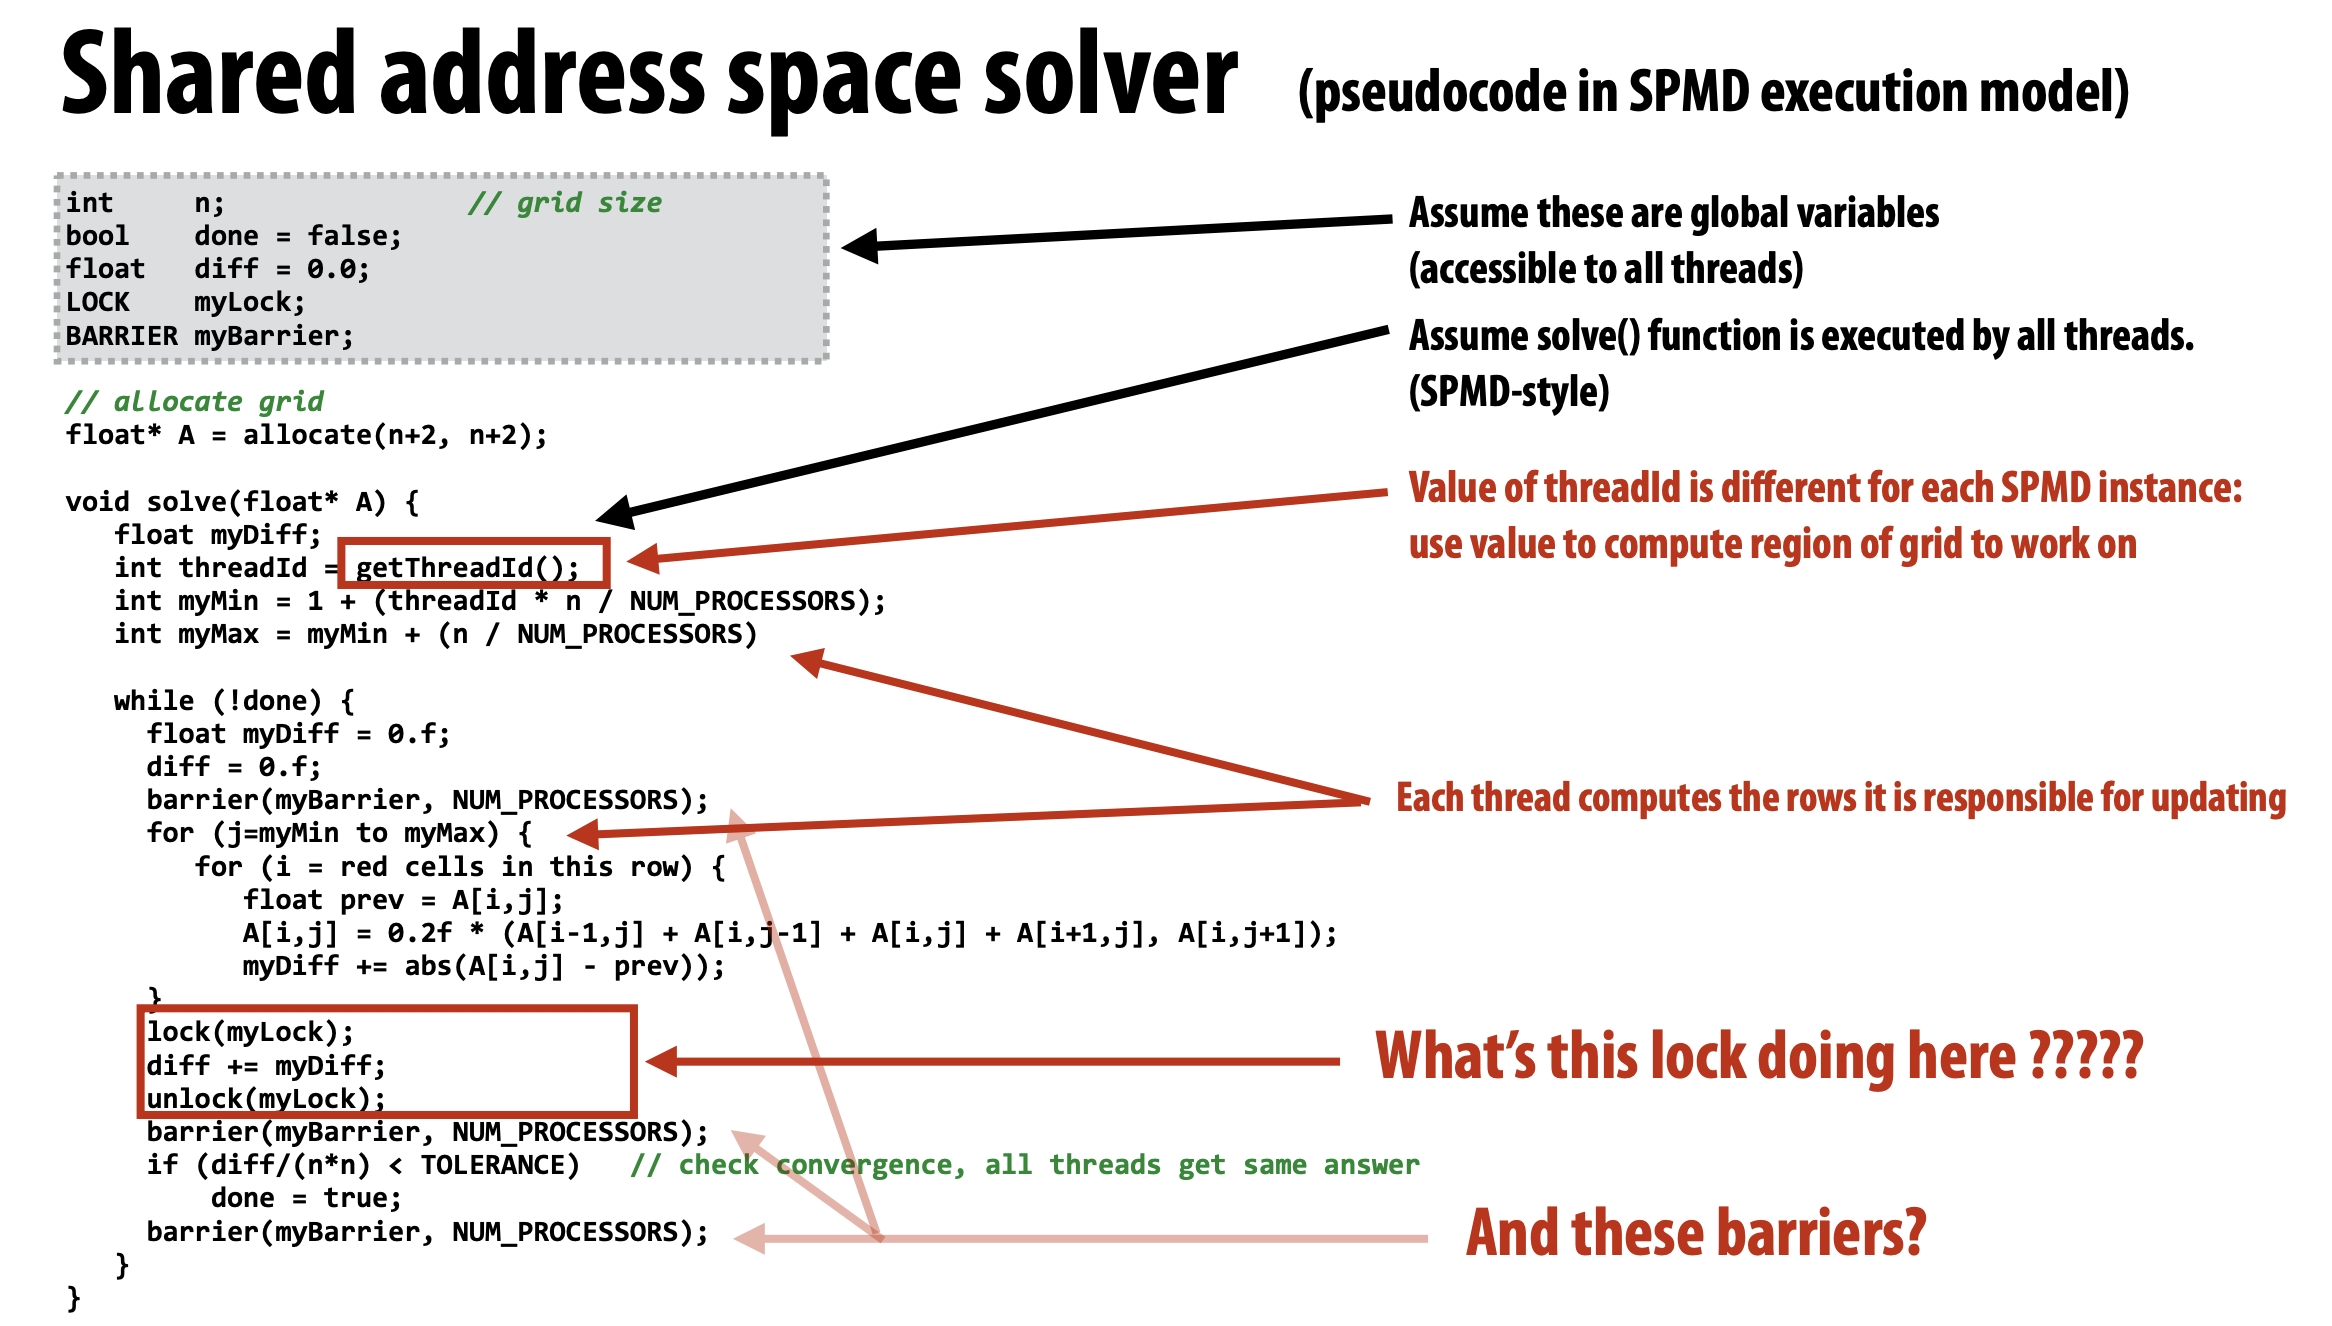 Shared address space solver (pseudocode in SPMD execution model)
int     n;               // grid size
bool    done = false;
float   diff = 0.0;
LOCK    myLock;
BARRIER myBarrier;
// allocate grid
float* A = allocate(n+2, n+2);
void solve(float* A) {
   float myDiff;
   int threadId = getThreadId();
   int myMin = 1 + (threadId * n / NUM_PROCESSORS);
   int myMax = myMin + (n / NUM_PROCESSORS)
   while (!done) {
     float myDiff = 0.f;
     diff = 0.f;
     barrier(myBarrier, NUM_PROCESSORS);
     for (j=myMin to myMax) {
        for (i = red cells in this row) {
           float prev = A[i,j];
           A[i,j] = 0.2f * (A[i-1,j] + A[i,j-1] + A[i,j] + A[i+1,j], A[i,j+1]);
           myDiff += abs(A[i,j] - prev));
     }
     lock(myLock);
     diff += myDiff;
     unlock(myLock);
     barrier(myBarrier, NUM_PROCESSORS);
     if (diff/(n*n) < TOLERANCE)   // check convergence, all threads get same answer
         done = true;
     barrier(myBarrier, NUM_PROCESSORS);
   }
}
Assume these are global variables
(accessible to all threads)
Assume solve() function is executed by all threads.
(SPMD-style)
Value of threadId is different for each SPMD instance:
use value to compute region of grid to work on
Each thread computes the rows it is responsible for updating
What's this lock doing here ?????
And these barriers?